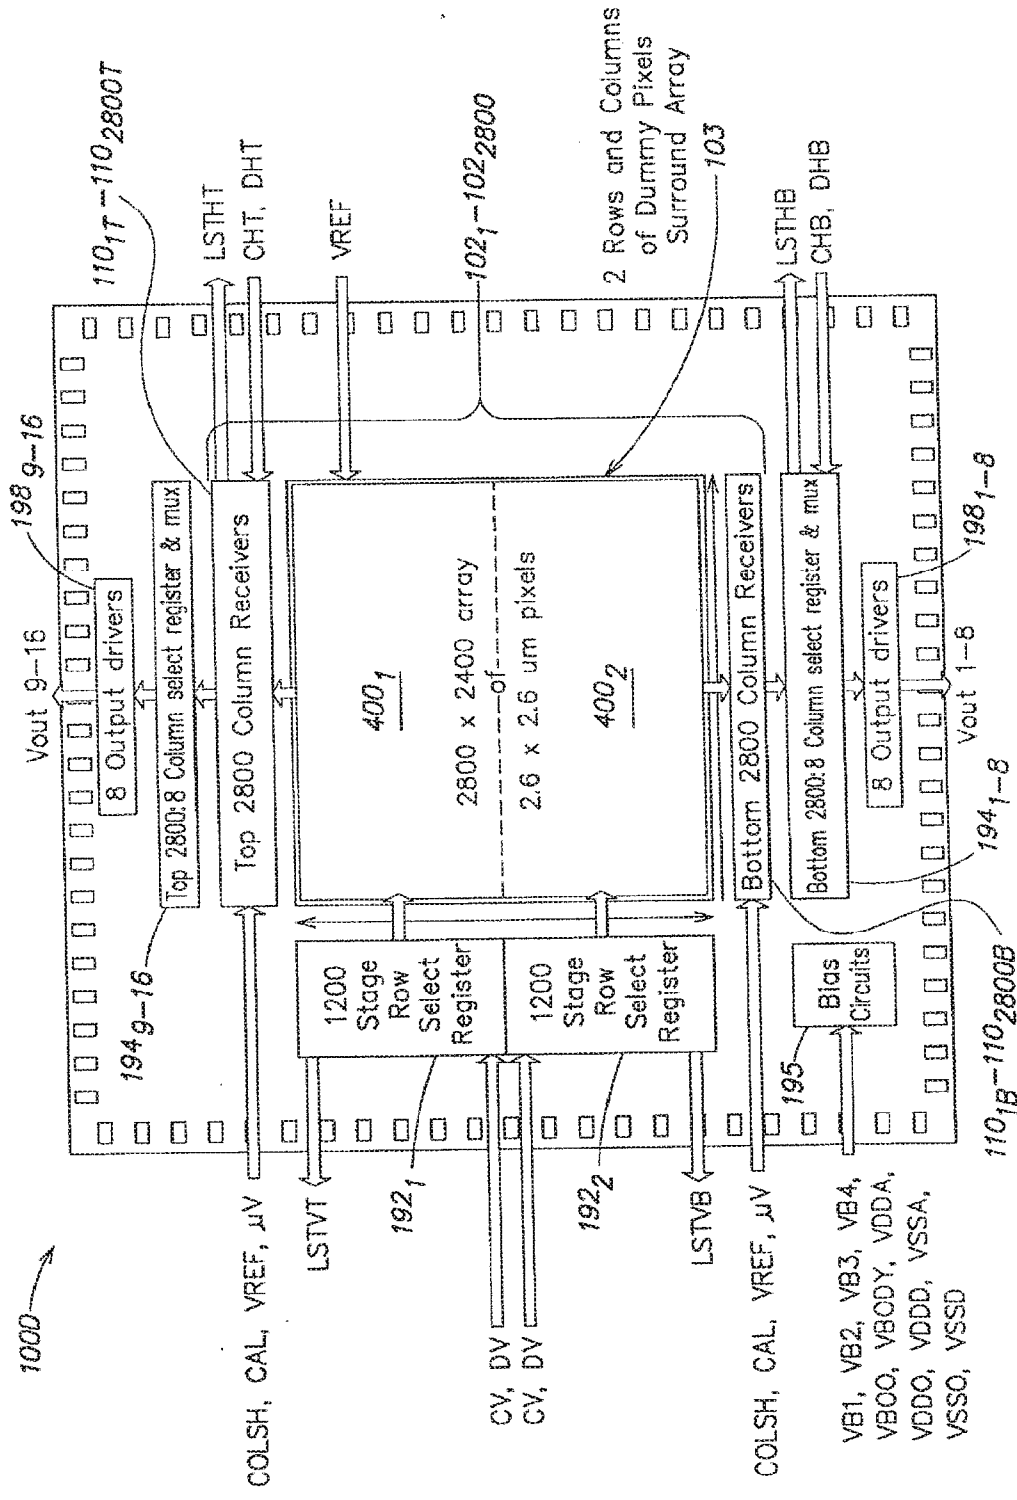 100D
Vout 9-16
198 9-16
8 Output drivers
194 9-16
Top 2800:8 Column select register & mux
110 1T - 110 2800T
Top 2800 Column Receivers
COLSH, CAL, VREF, µV
LSTHT
CHT, DHT
VREF
102 1 - 102 2800
2 Rows and Columns
of Dummy Pixels
Surround Array
103
LSTVT
192 1
1200
Stage
Row
Select
Register
400 1
2800 x 2400 array
of
2.6 x 2.6 um pixels
400 2
CV, DV
CV, DV
1200
Stage
Row
Select
Register
192 2
LSTVB
COLSH, CAL, VREF, µV
Bottom 2800 Column Receivers
LSTHB
CHB, DHB
Bottom 2800:8 Column select register & mux
194 1-8
195
Bias
Circuits
8 Output drivers
198 1-8
VB1, VB2, VB3, VB4,
VBOO, VBODY, VDDA,
VDDO, VDDD, VSSA,
VSSO, VSSD
110 1B - 110 2800B
Vout 1-8